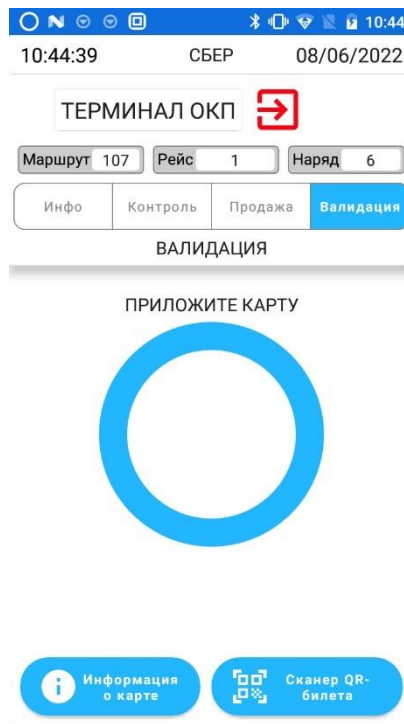 10:44
10:44:39 СБЕР 08/06/2022
ТЕРМИНАЛ ОКП
Маршрут 107 Рейс 1 Наряд 6
Инфо Контроль Продажа Валидация
ВАЛИДАЦИЯ
ПРИЛОЖИТЕ КАРТУ
Информация
о карте
Сканер QR-
билета